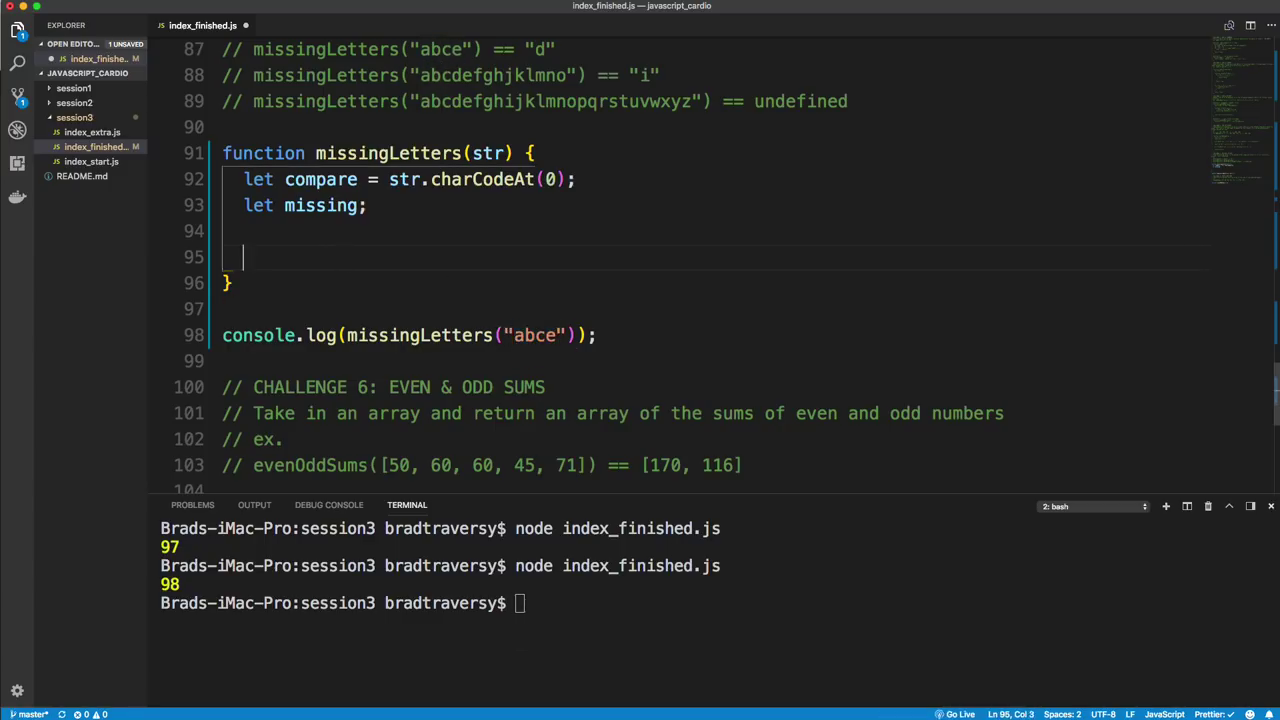 index_finished.js — javascript_cardio
EXPLORER
index_finished.js
OPEN EDITO... 1 UNSAVED
index_finishe...
JAVASCRIPT_CARDIO
session1
session2
session3
JS index_extra.js
JS index_finished...
JS index_start.js
README.md
87 // missingLetters("abce") == "d"
88 // missingLetters("abcdefghjklmno") == "i"
89 // missingLetters("abcdefghijklmnopqrstuvwxyz") == undefined
90
91 function missingLetters(str) {
92 let compare = str.charCodeAt(0);
93 let missing;
94
95
96 }
97
98 console.log(missingLetters("abce"));
99
100 // CHALLENGE 6: EVEN & ODD SUMS
101 // Take in an array and return an array of the sums of even and odd numbers
102 // ex.
103 // evenOddSums([50, 60, 60, 45, 71]) == [170, 116]
104
PROBLEMS OUTPUT DEBUG CONSOLE TERMINAL 2: bash
Brads-iMac-Pro:session3 bradtraversy$ node index_finished.js
97
Brads-iMac-Pro:session3 bradtraversy$ node index_finished.js
98
Brads-iMac-Pro:session3 bradtraversy$
master* 0 0 Go Live Ln 95, Col 3 Spaces: 2 UTF-8 LF JavaScript Prettier: ✓